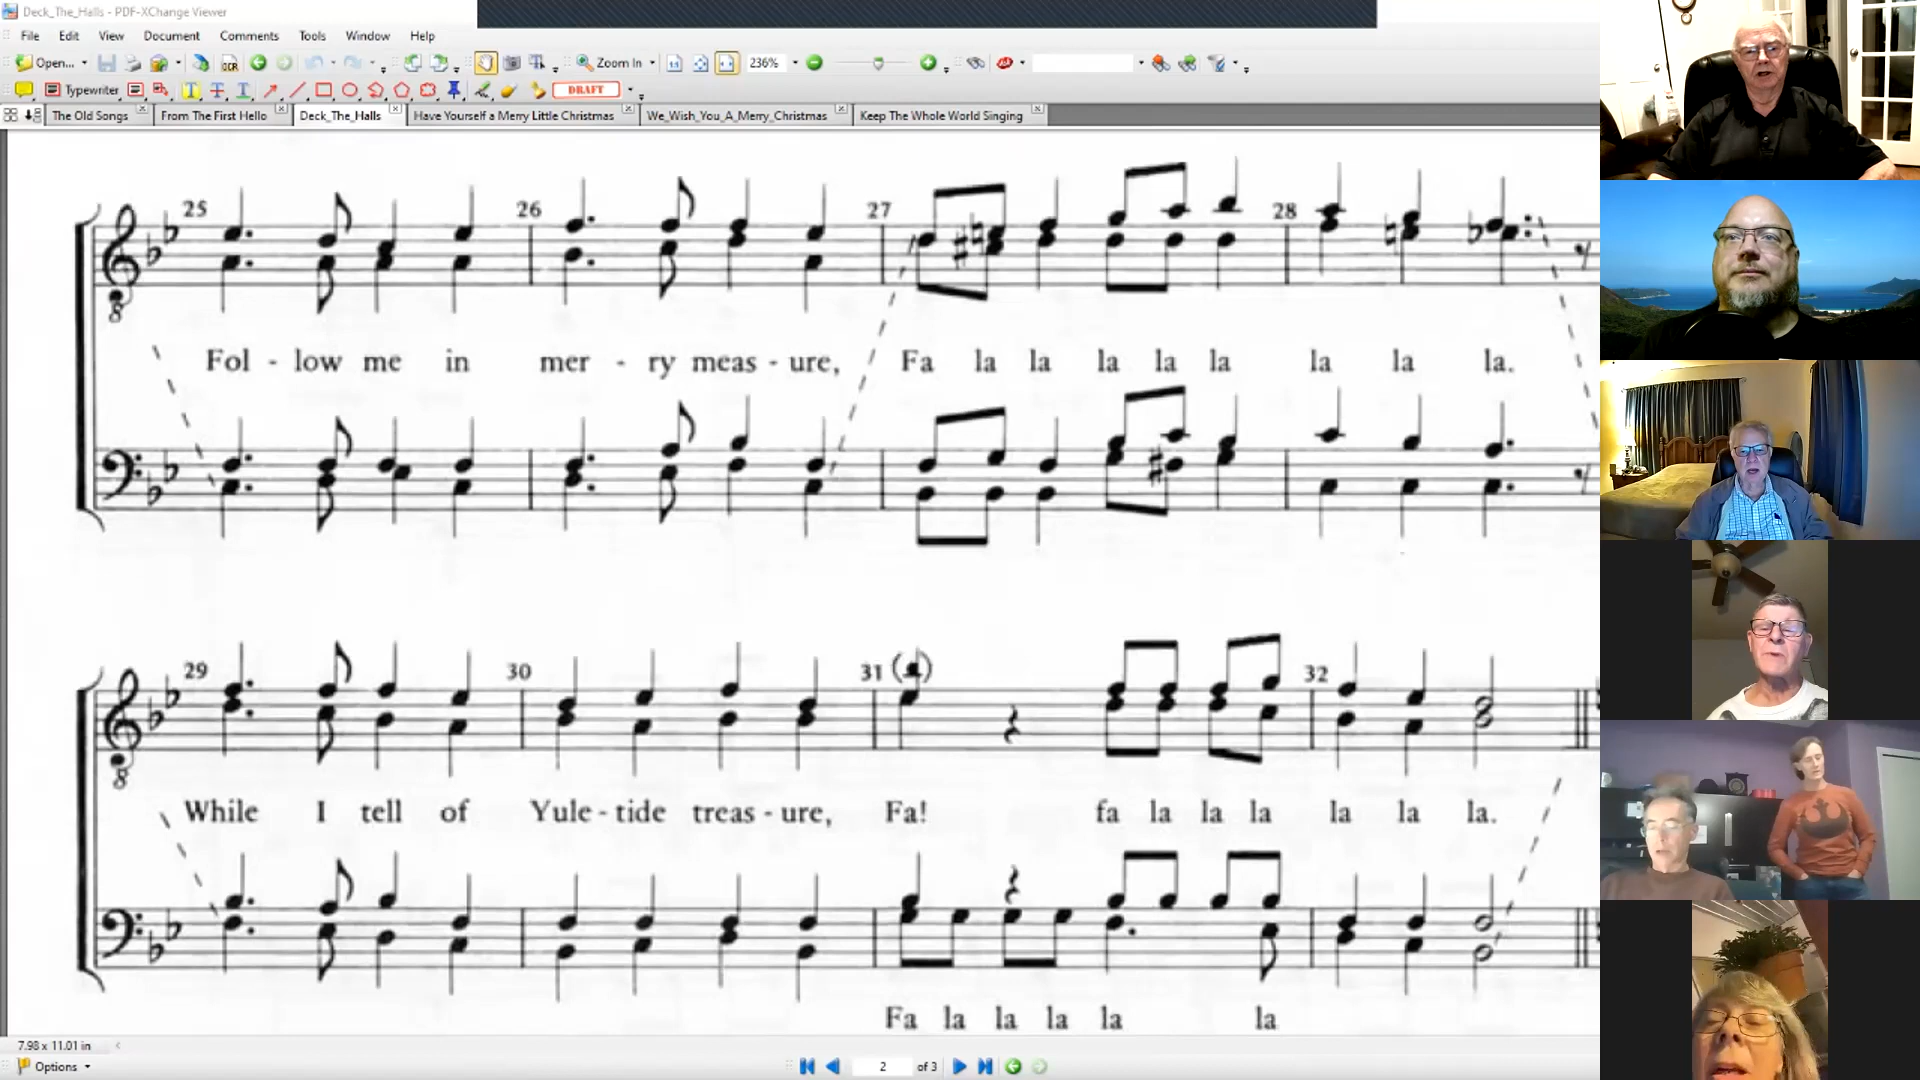 Deck_The_Halls - PDF-XChange Viewer
File Edit View Document Comments Tools Window Help
Open... OCR Zoom In 236%
Typewriter DRAFT
The Old Songs From The First Hello Deck_The_Halls Have Yourself a Merry Little Christmas We_Wish_You_A_Merry_Christmas Keep The Whole World Singing
25 26 27 28
8
Fol - low me in mer - ry meas - ure, Fa la la la la la la la la.
29 30 31 32
8
While I tell of Yule - tide treas - ure, Fa! fa la la la la la la.
Fa la la la la la
7.98 x 11.01 in
Options 2 of 3